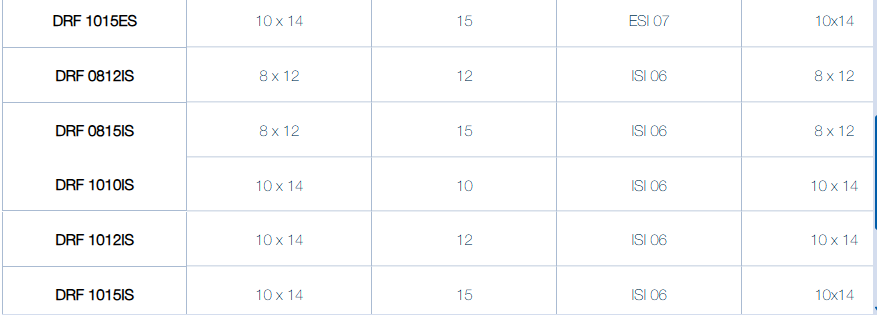 DRF 1015ES 10 x 14 15 ESI 07 10x14
DRF 0812IS 8 x 12 12 ISI 06 8 x 12
DRF 0815IS 8 x 12 15 ISI 06 8 x 12
DRF 1010IS 10 x 14 10 ISI 06 10 x 14
DRF 1012IS 10 x 14 12 ISI 06 10 x 14
DRF 1015IS 10 x 14 15 ISI 06 10x14